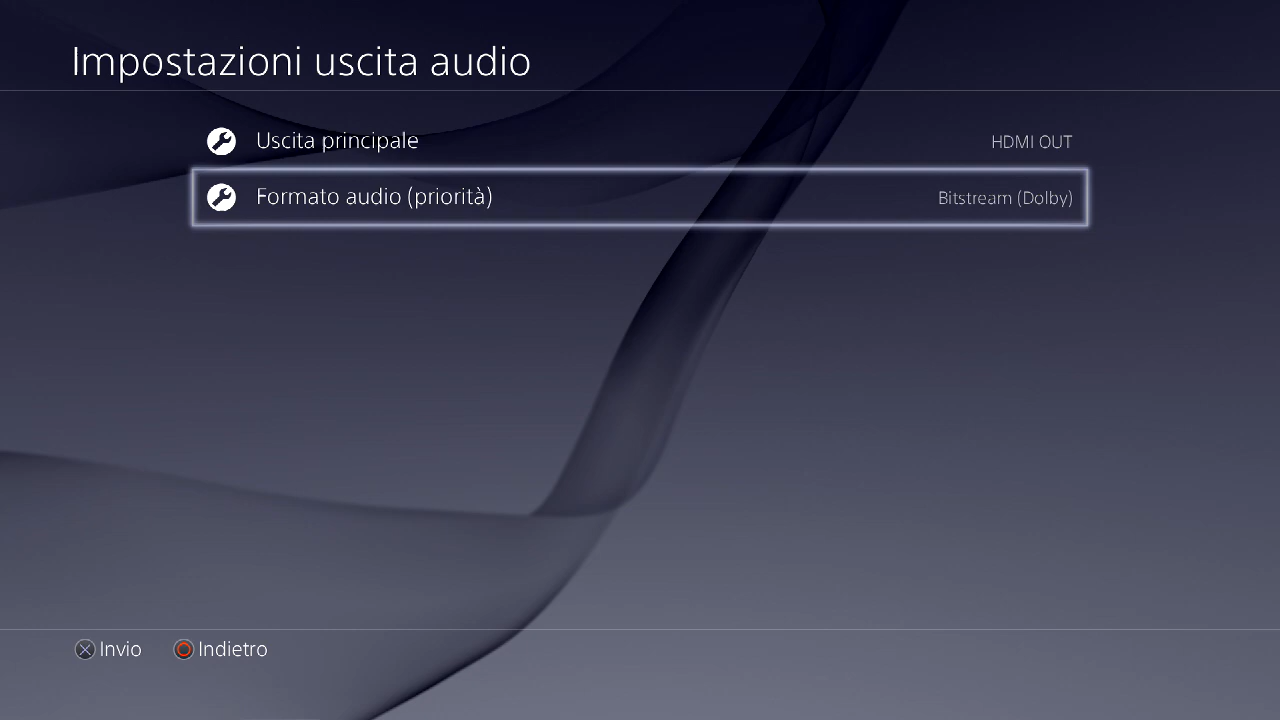 Impostazioni uscita audio
Uscita principale HDMI OUT
Formato audio (priorità) Bitstream (Dolby)
Invio Indietro